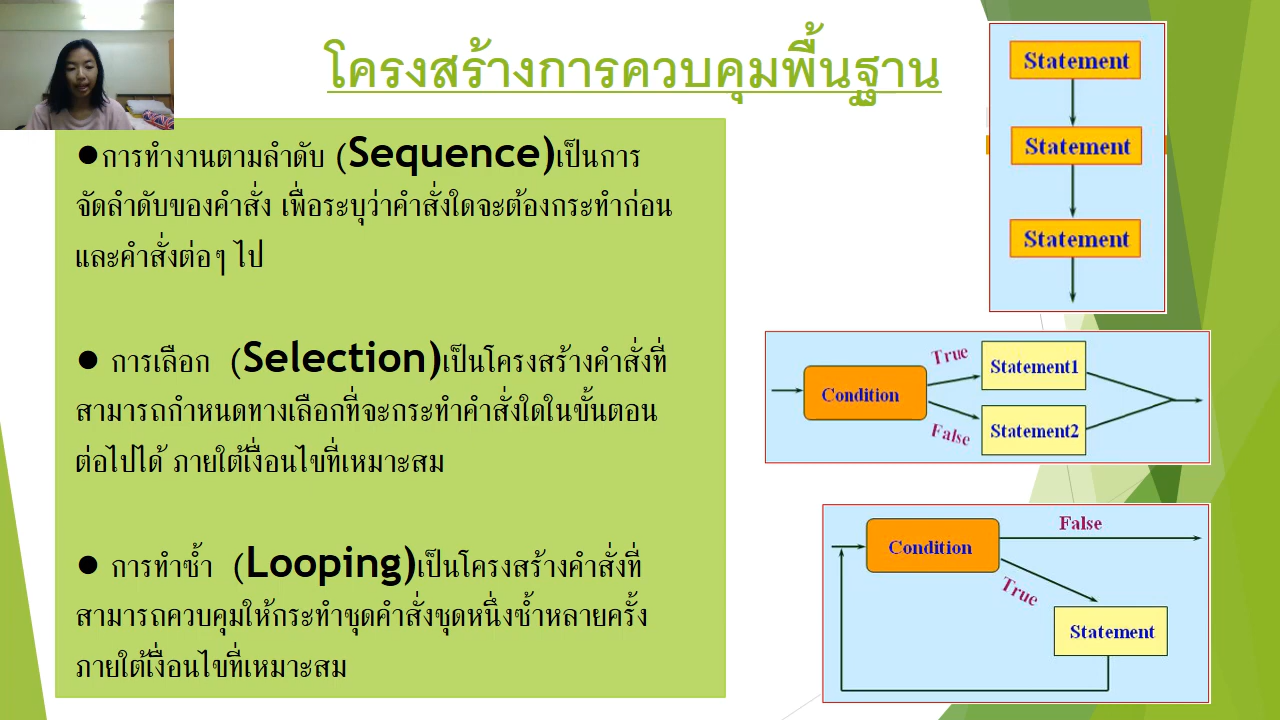 โครงสร้างการควบคุมพื้นฐาน
●การทำงานตามลำดับ (Sequence)เป็นการ
จัดลำดับของคำสั่ง เพื่อระบุว่าคำสั่งใดจะต้องกระทำก่อน
และคำสั่งต่อๆ ไป
● การเลือก (Selection)เป็นโครงสร้างคำสั่งที่
สามารถกำหนดทางเลือกที่จะกระทำคำสั่งใดในขั้นตอน
ต่อไปได้ ภายใต้เงื่อนไขที่เหมาะสม
● การทำซ้ำ (Looping)เป็นโครงสร้างคำสั่งที่
สามารถควบคุมให้กระทำชุดคำสั่งชุดหนึ่งซ้ำหลายครั้ง
ภายใต้เงื่อนไขที่เหมาะสม
Statement
Statement
Statement
Condition
True
Statement1
False
Statement2
Condition
False
True
Statement